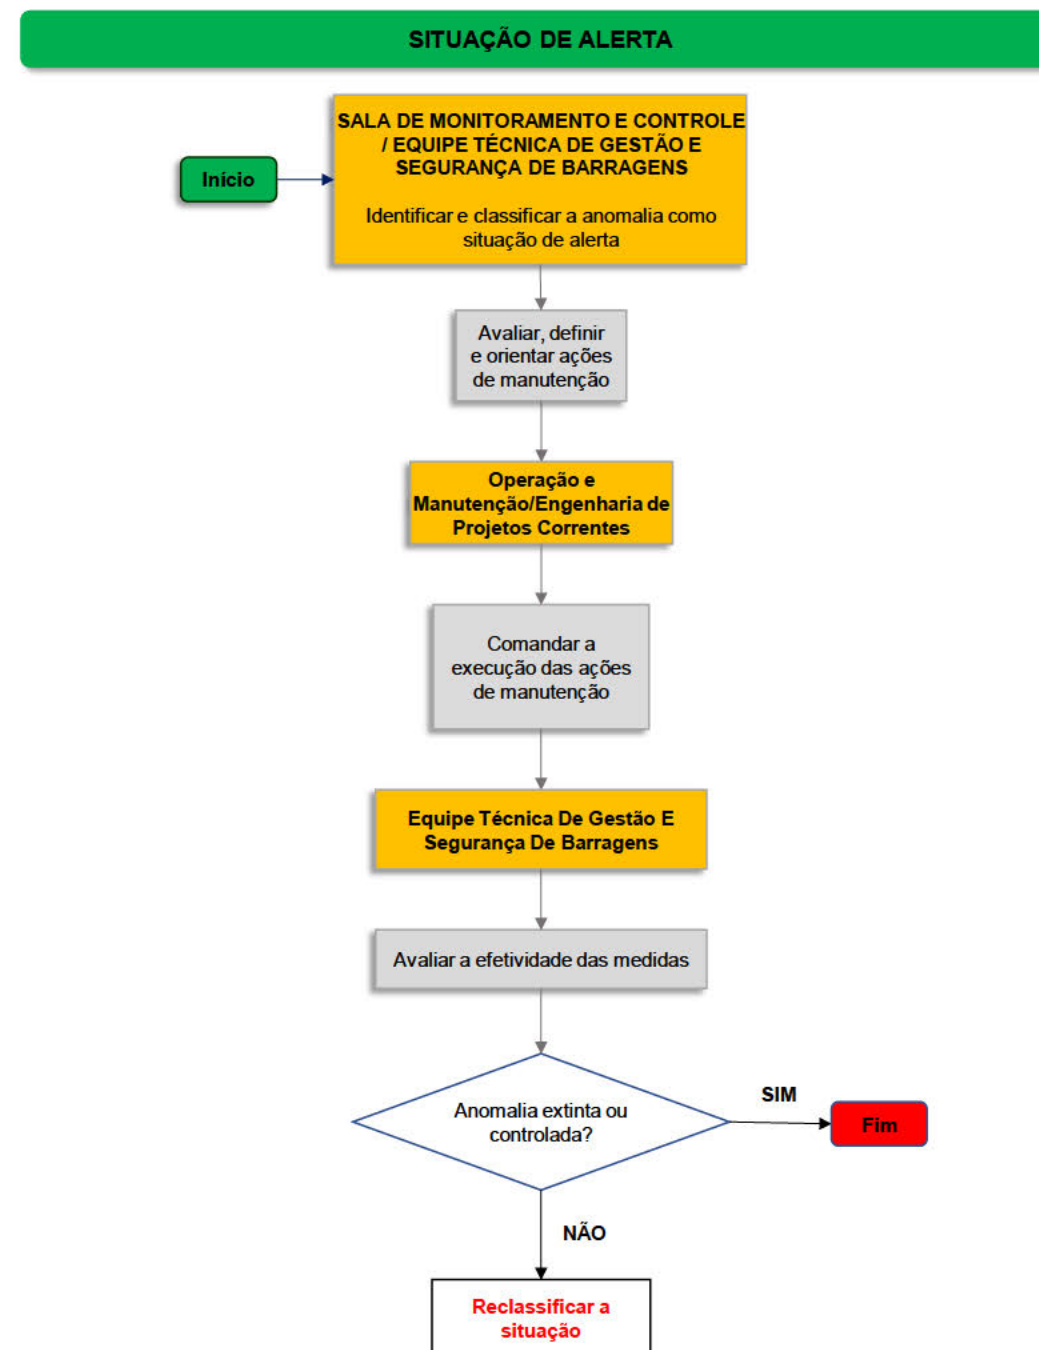 SITUAÇÃO DE ALERTA
SALA DE MONITORAMENTO E CONTROLE
/ EQUIPE TÉCNICA DE GESTÃO E
SEGURANÇA DE BARRAGENS
Início
Identificar e classificar a anomalia como
situação de alerta
Avaliar, definir
e orientar ações
de manutenção
Operação e
Manutenção/Engenharia de
Projetos Correntes
Comandar a
execução das ações
de manutenção
Equipe Técnica De Gestão E
Segurança De Barragens
Avaliar a efetividade das medidas
Anomalia extinta ou
controlada?
SIM
Fim
NÃO
Reclassificar a
situação